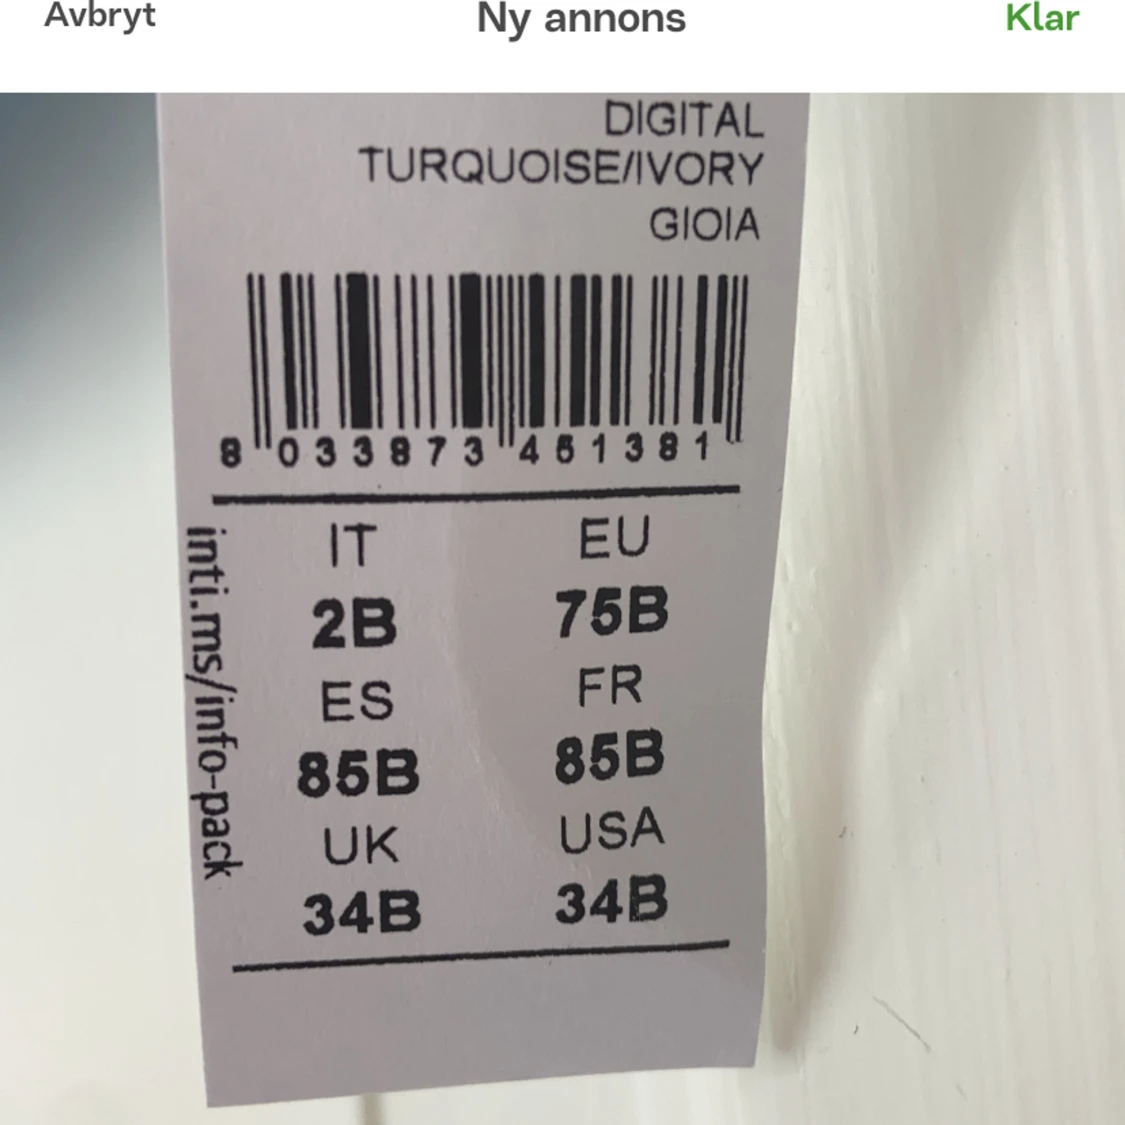 Avbryt Ny annons Klar
DIGITAL
TURQUOISE/IVORY
GIOIA
8 033873 461381
inti.ms/info-pack
IT EU
2B 75B
ES FR
85B 85B
UK USA
34B 34B